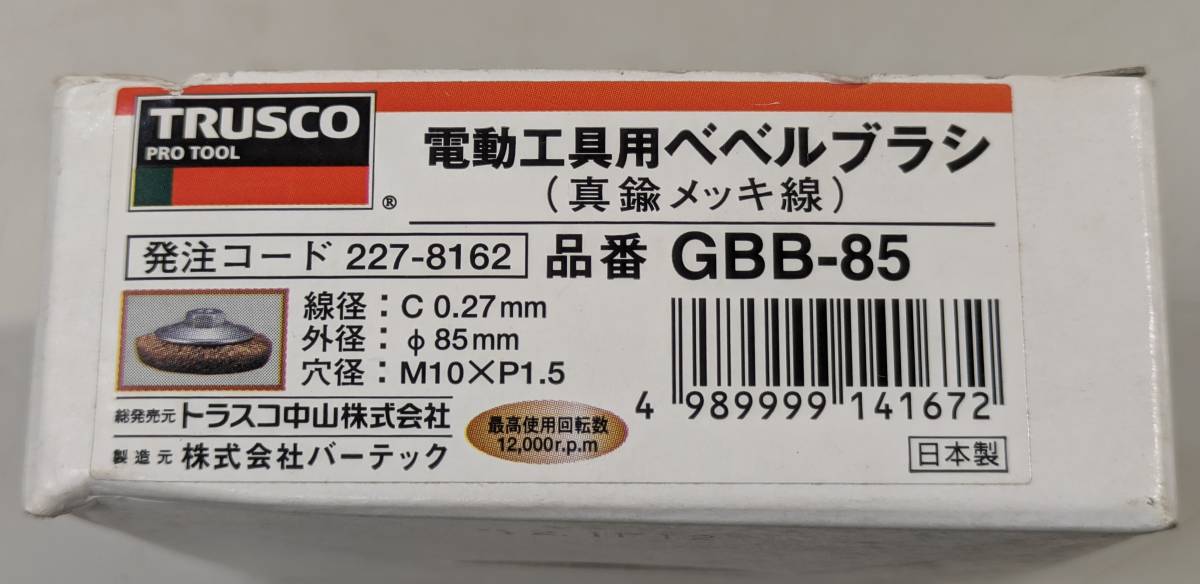 TRUSCO
PRO TOOL
®
電動工具用ベベルブラシ
(真鍮メッキ線)
発注コード 227-8162
品番 GBB-85
線径：C 0.27mm
外径：φ85mm
穴径：M10×P1.5
総発売元 トラスコ中山株式会社
製造元 株式会社バーテック
最高使用回転数
12,000r.p.m
4 989999 141672
日本製